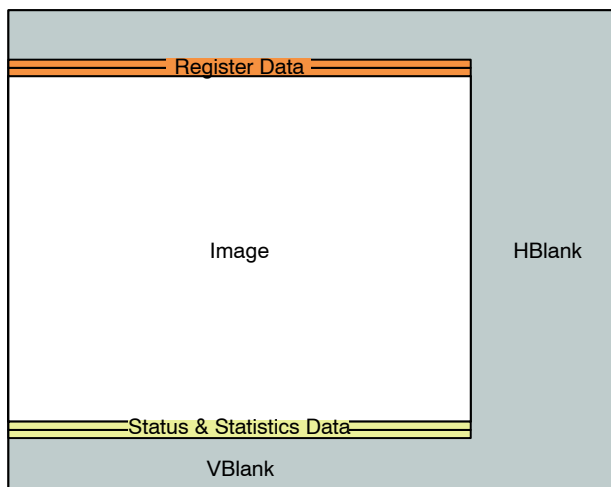 Register Data
Image
HBlank
Status & Statistics Data
VBlank